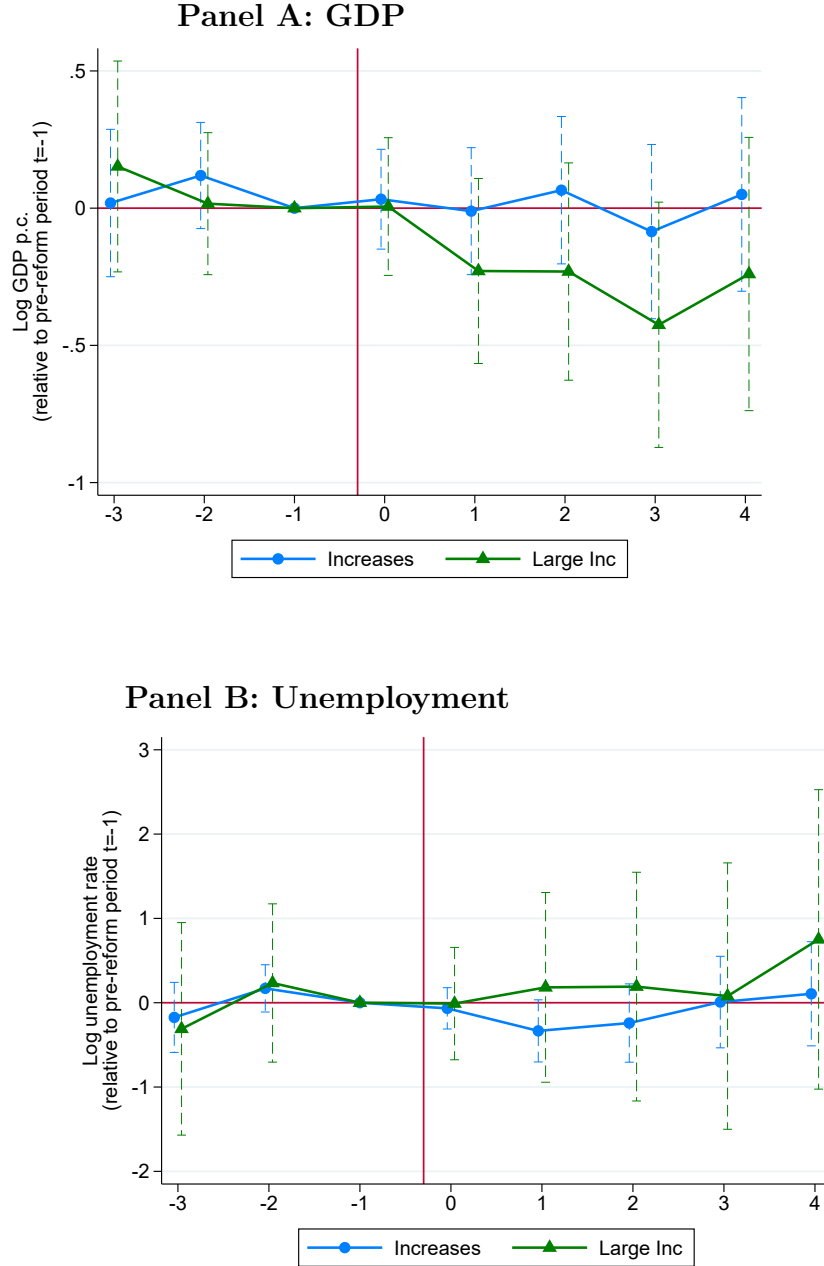 Panel A: GDP
Log GDP p.c.
(relative to pre-reform period t=-1)
.5
0
-.5
-1
-3 -2 -1 0 1 2 3 4
Increases Large Inc
Panel B: Unemployment
Log unemployment rate
(relative to pre-reform period t=-1)
3
2
1
0
-1
-2
-3 -2 -1 0 1 2 3 4
Increases Large Inc